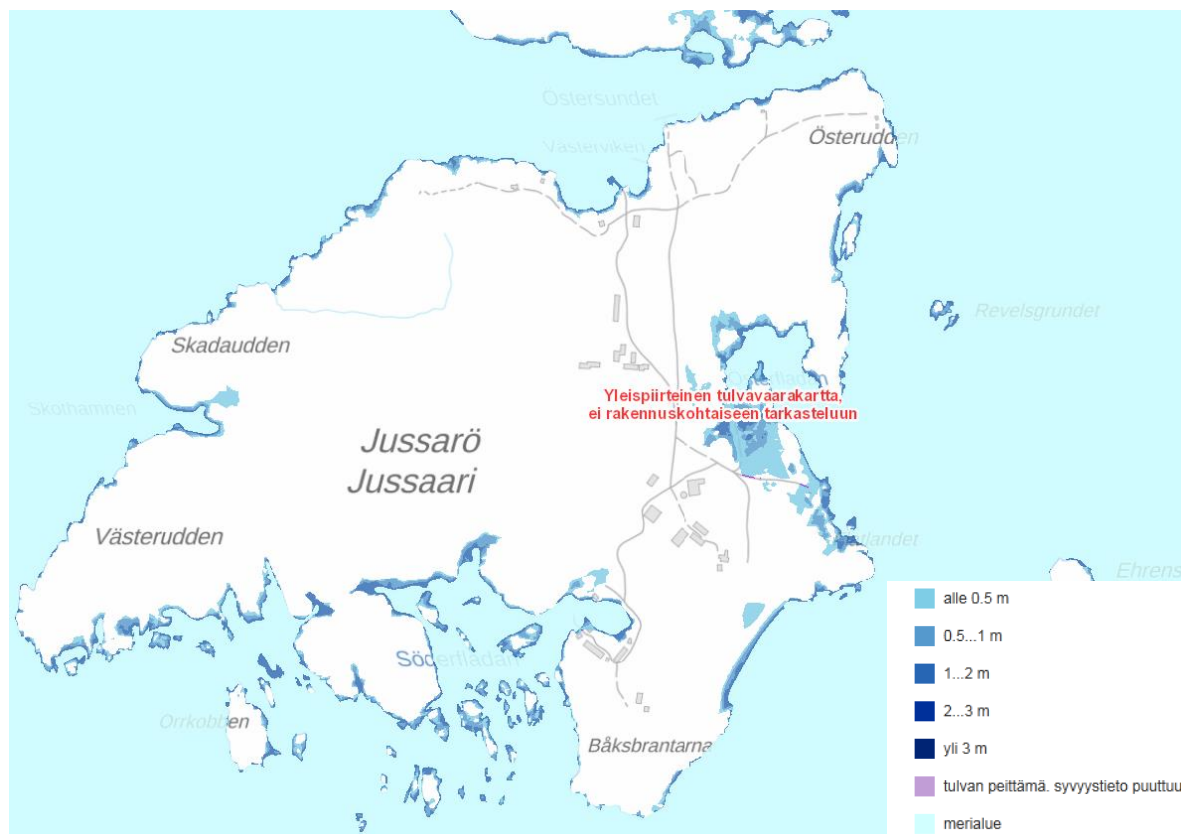 Östersundet
Västerviken
Österudden
Revelsgrundet
Skadaudden
Österfladan
Yleispiirteinen tulvavaarakartta,
ei rakennuskohtaiseen tarkasteluun
Skothamnen
Jussarö
Jussaari
Västerudden
Ehrens
Söderfladan
Orrkobben
Båksbrantarna
alle 0.5 m
0.5...1 m
1...2 m
2...3 m
yli 3 m
tulvan peittämä. syvyystieto puuttuu
merialue